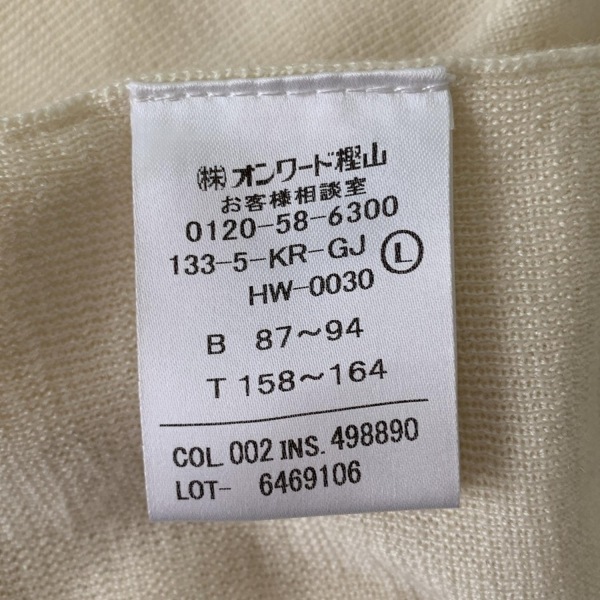 ㈱オンワード樫山
お客様相談室
0120-58-6300
133-5-KR-GJ Ⓛ
HW-0030
B 87～94
T 158～164
COL. 002 INS. 498890
LOT- 6469106